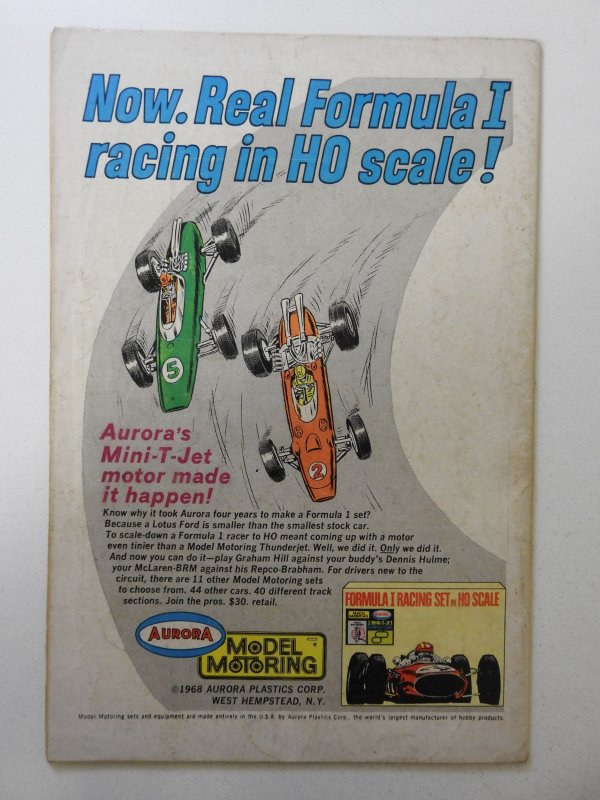 Now. Real Formula I
racing in HO scale!
5
2
Aurora's
Mini-T-Jet
motor made
it happen!
Know why it took Aurora four years to make a Formula 1 set?
Because a Lotus Ford is smaller than the smallest stock car.
To scale-down a Formula 1 racer to HO meant coming up with a motor
even tinier than a Model Motoring Thunderjet. Well, we did it. Only we did it.
And now you can do it—play Graham Hill against your buddy's Dennis Hulme;
your McLaren-BRM against his Repco-Brabham. For drivers new to the
circuit, there are 11 other Model Motoring sets
to choose from. 44 other cars. 40 different track
sections. Join the pros. $30. retail.
FORMULA I RACING SET IN HO SCALE
2 MINI-T-JET
AURORA
MODEL
MOTORING
©1968 AURORA PLASTICS CORP.
WEST HEMPSTEAD, N.Y.
Model Motoring sets and equipment are made entirely in the U.S.A. by Aurora Plastics Corp., the world's largest manufacturer of hobby products.